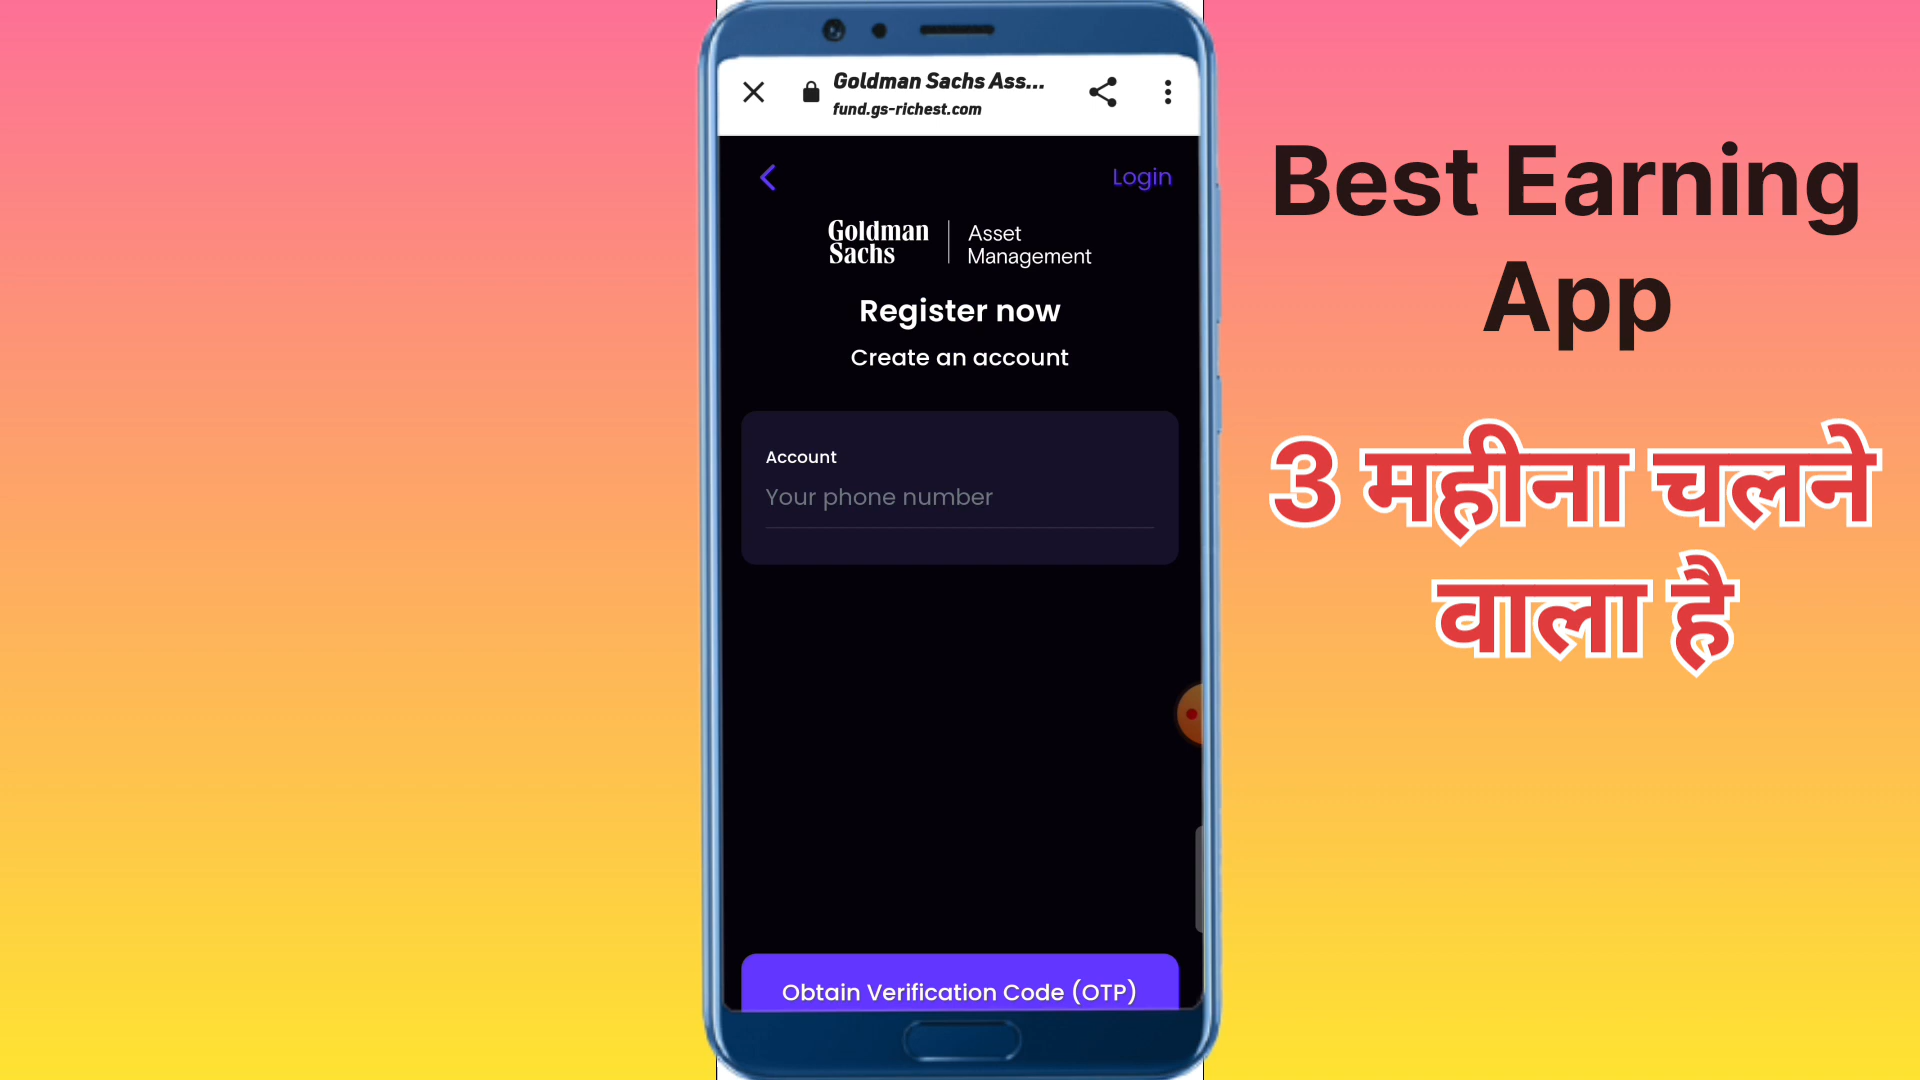 Goldman Sachs Ass...
fund.gs-richest.com
Login
Goldman
Sachs
Asset
Management
Register now
Create an account
Account
Your phone number
Obtain Verification Code (OTP)
Best Earning
App
3 महीना चलने
वाला है